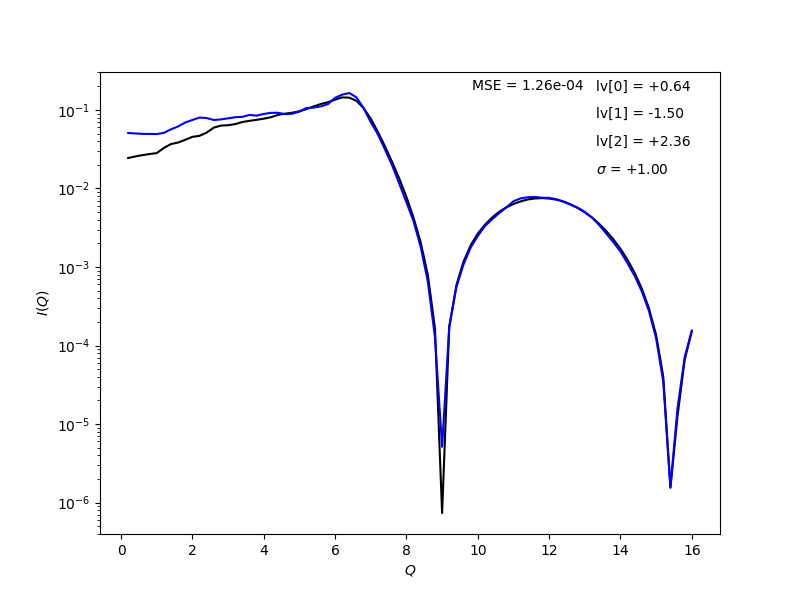 MSE = 1.26e-04
lv[0] = +0.64
lv[1] = -1.50
lv[2] = +2.36
σ = +1.00
10⁻¹
10⁻²
10⁻³
10⁻⁴
10⁻⁵
10⁻⁶
I(Q)
0 2 4 6 8 10 12 14 16
Q